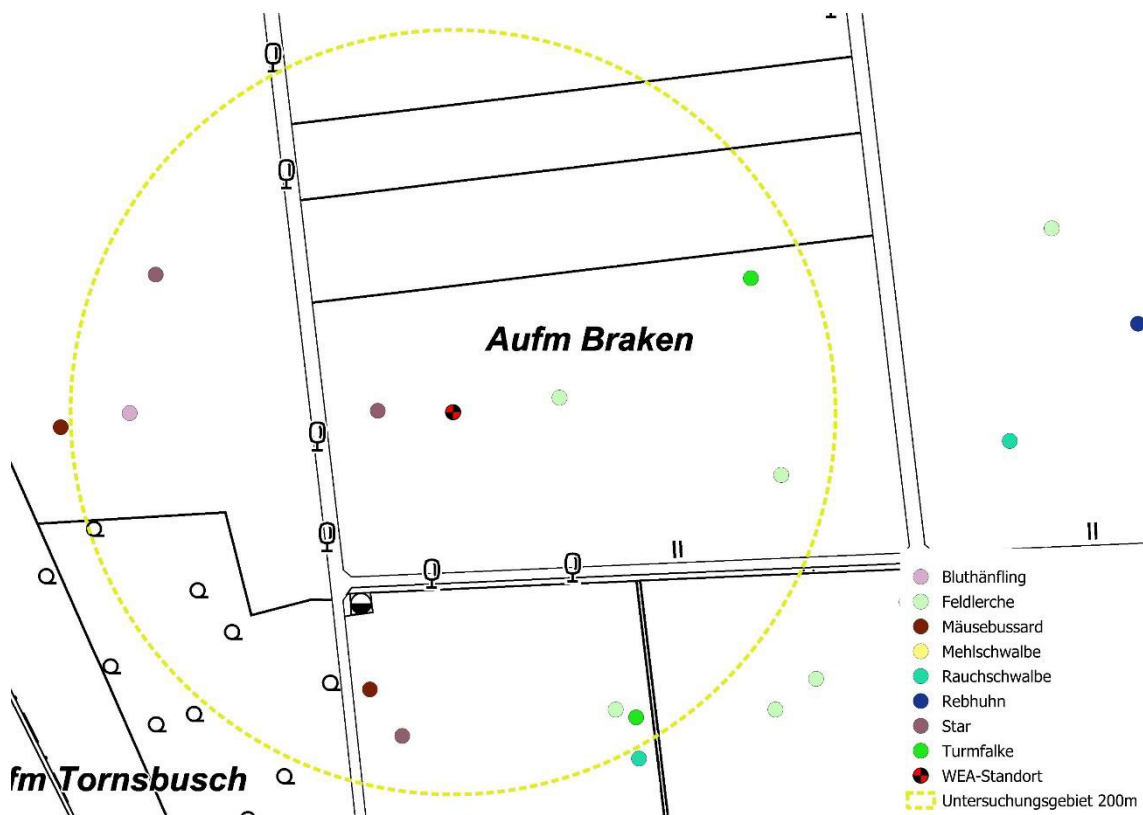 Aufm Braken
Bluthänfling
Feldlerche
Mäusebussard
Mehlschwalbe
Rauchschwalbe
Rebhuhn
Star
Turmfalke
WEA-Standort
Untersuchungsgebiet 200m
fm Tornsbusch